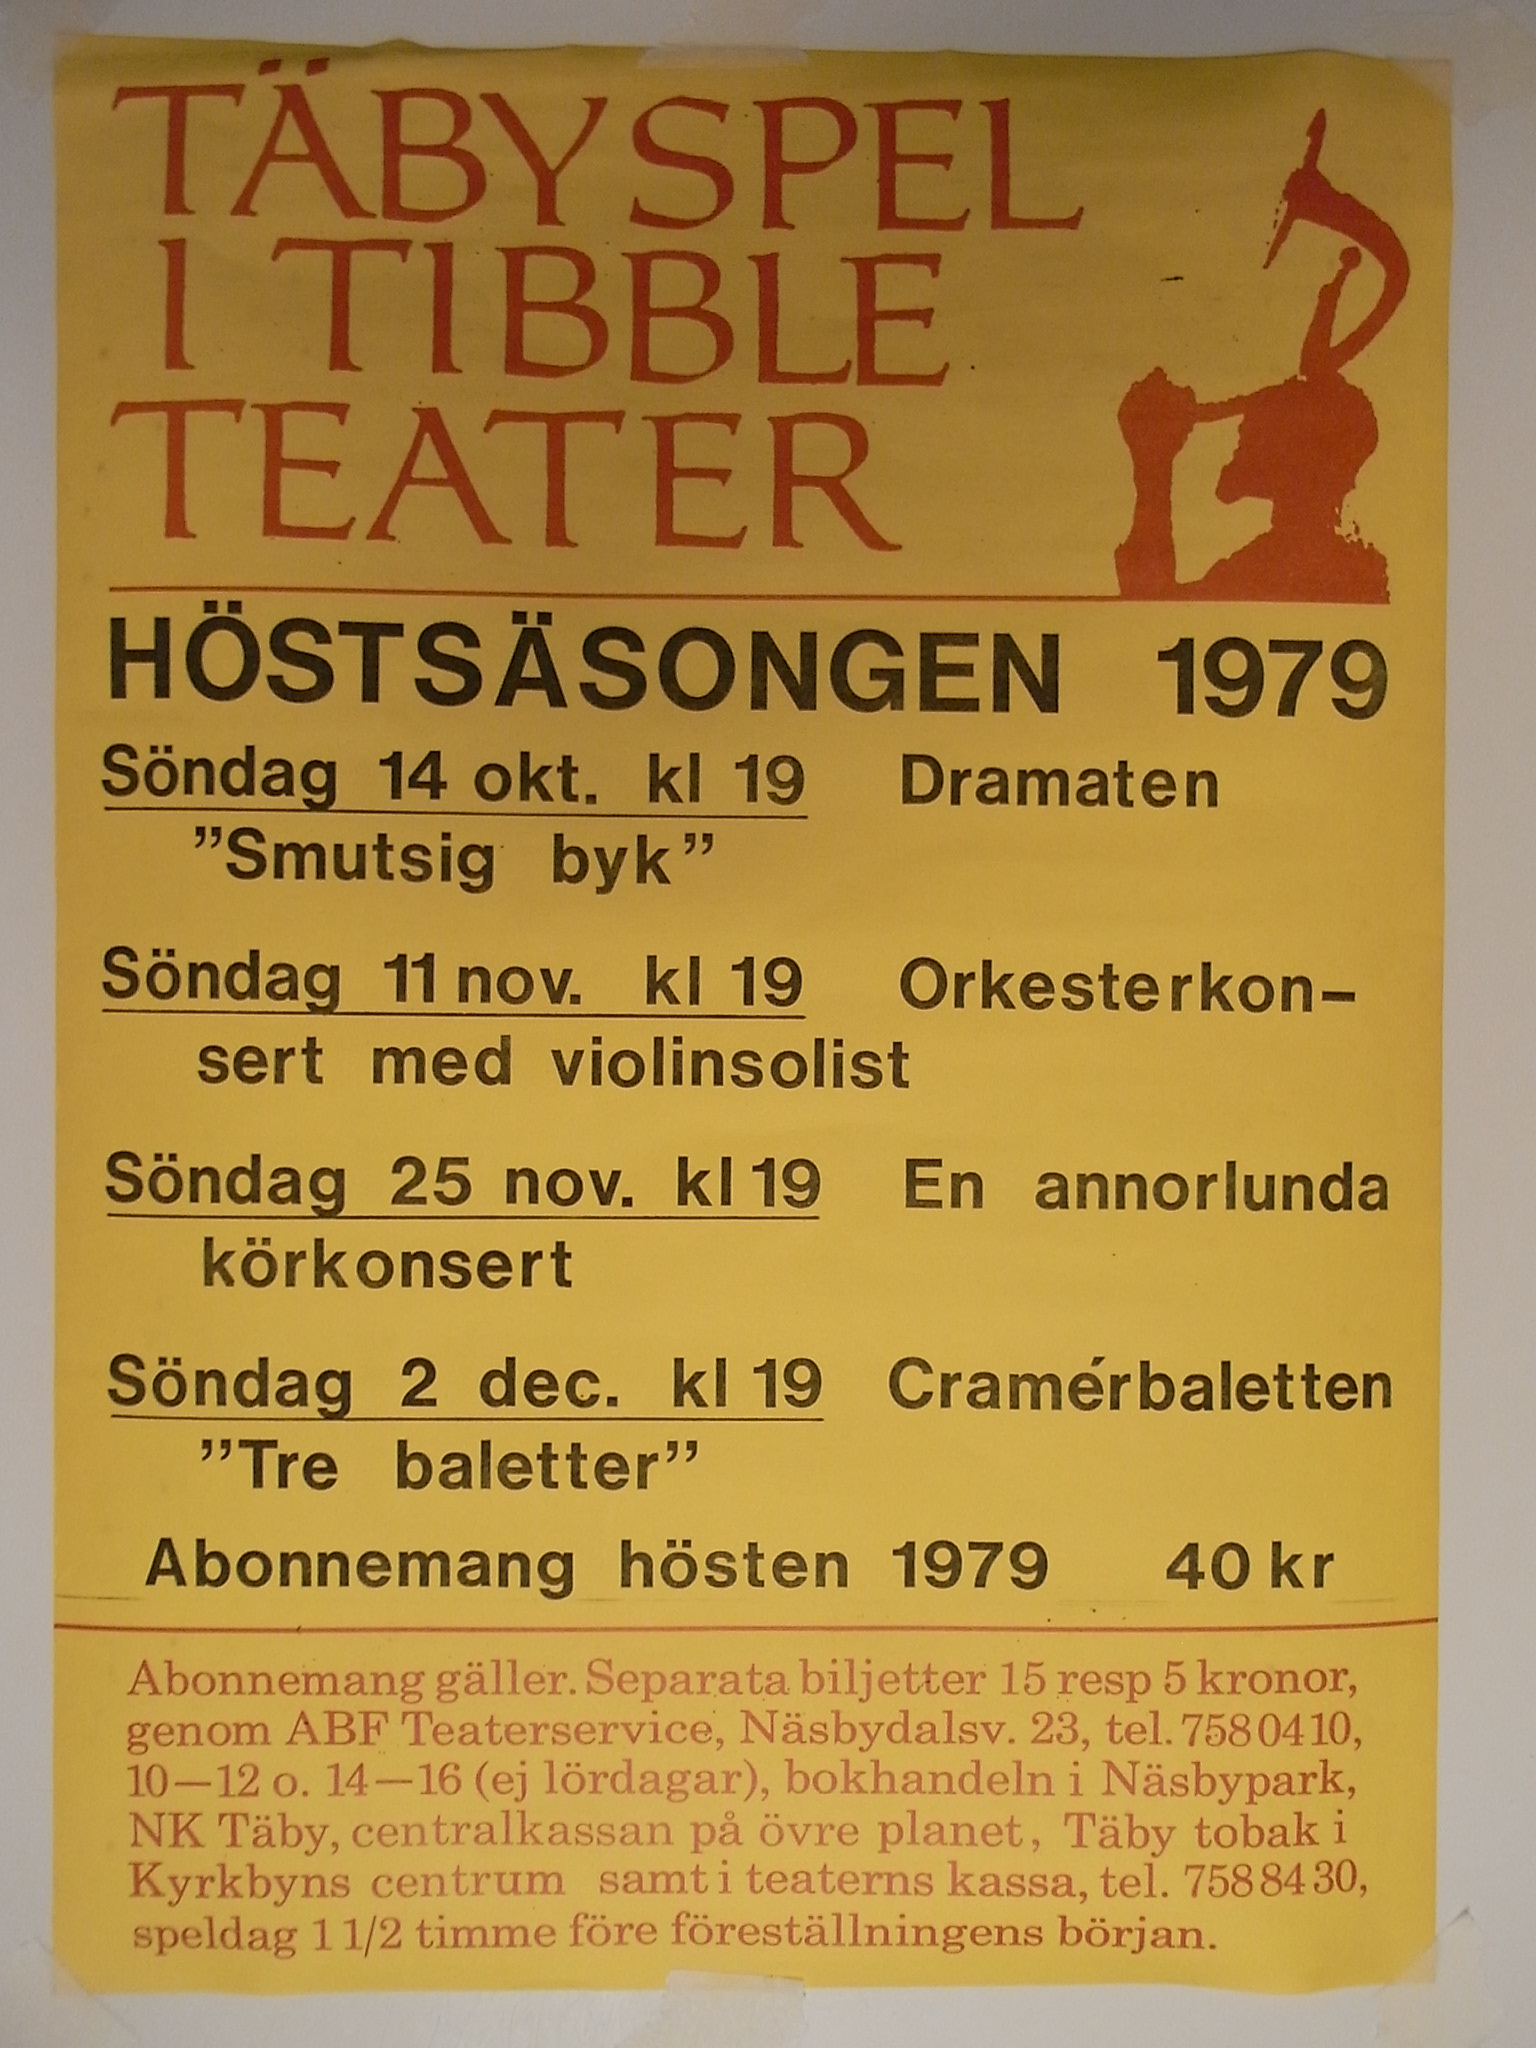 TÄBYSPEL
I TIBBLE
TEATER
HÖSTSÄSONGEN 1979
Söndag 14 okt. kl 19 Dramaten
”Smutsig byk”
Söndag 11 nov. kl 19 Orkesterkon–
sert med violinsolist
Söndag 25 nov. kl 19 En annorlunda
körkonsert
Söndag 2 dec. kl 19 Cramérbaletten
”Tre baletter”
Abonnemang hösten 1979 40 kr
Abonnemang gäller. Separata biljetter 15 resp 5 kronor,
genom ABF Teaterservice, Näsbydalsv. 23, tel. 758 04 10,
10—12 o. 14—16 (ej lördagar), bokhandeln i Näsbypark,
NK Täby, centralkassan på övre planet, Täby tobak i
Kyrkbyns centrum samt i teaterns kassa, tel. 758 84 30,
speldag 1 1/2 timme före föreställningens början.